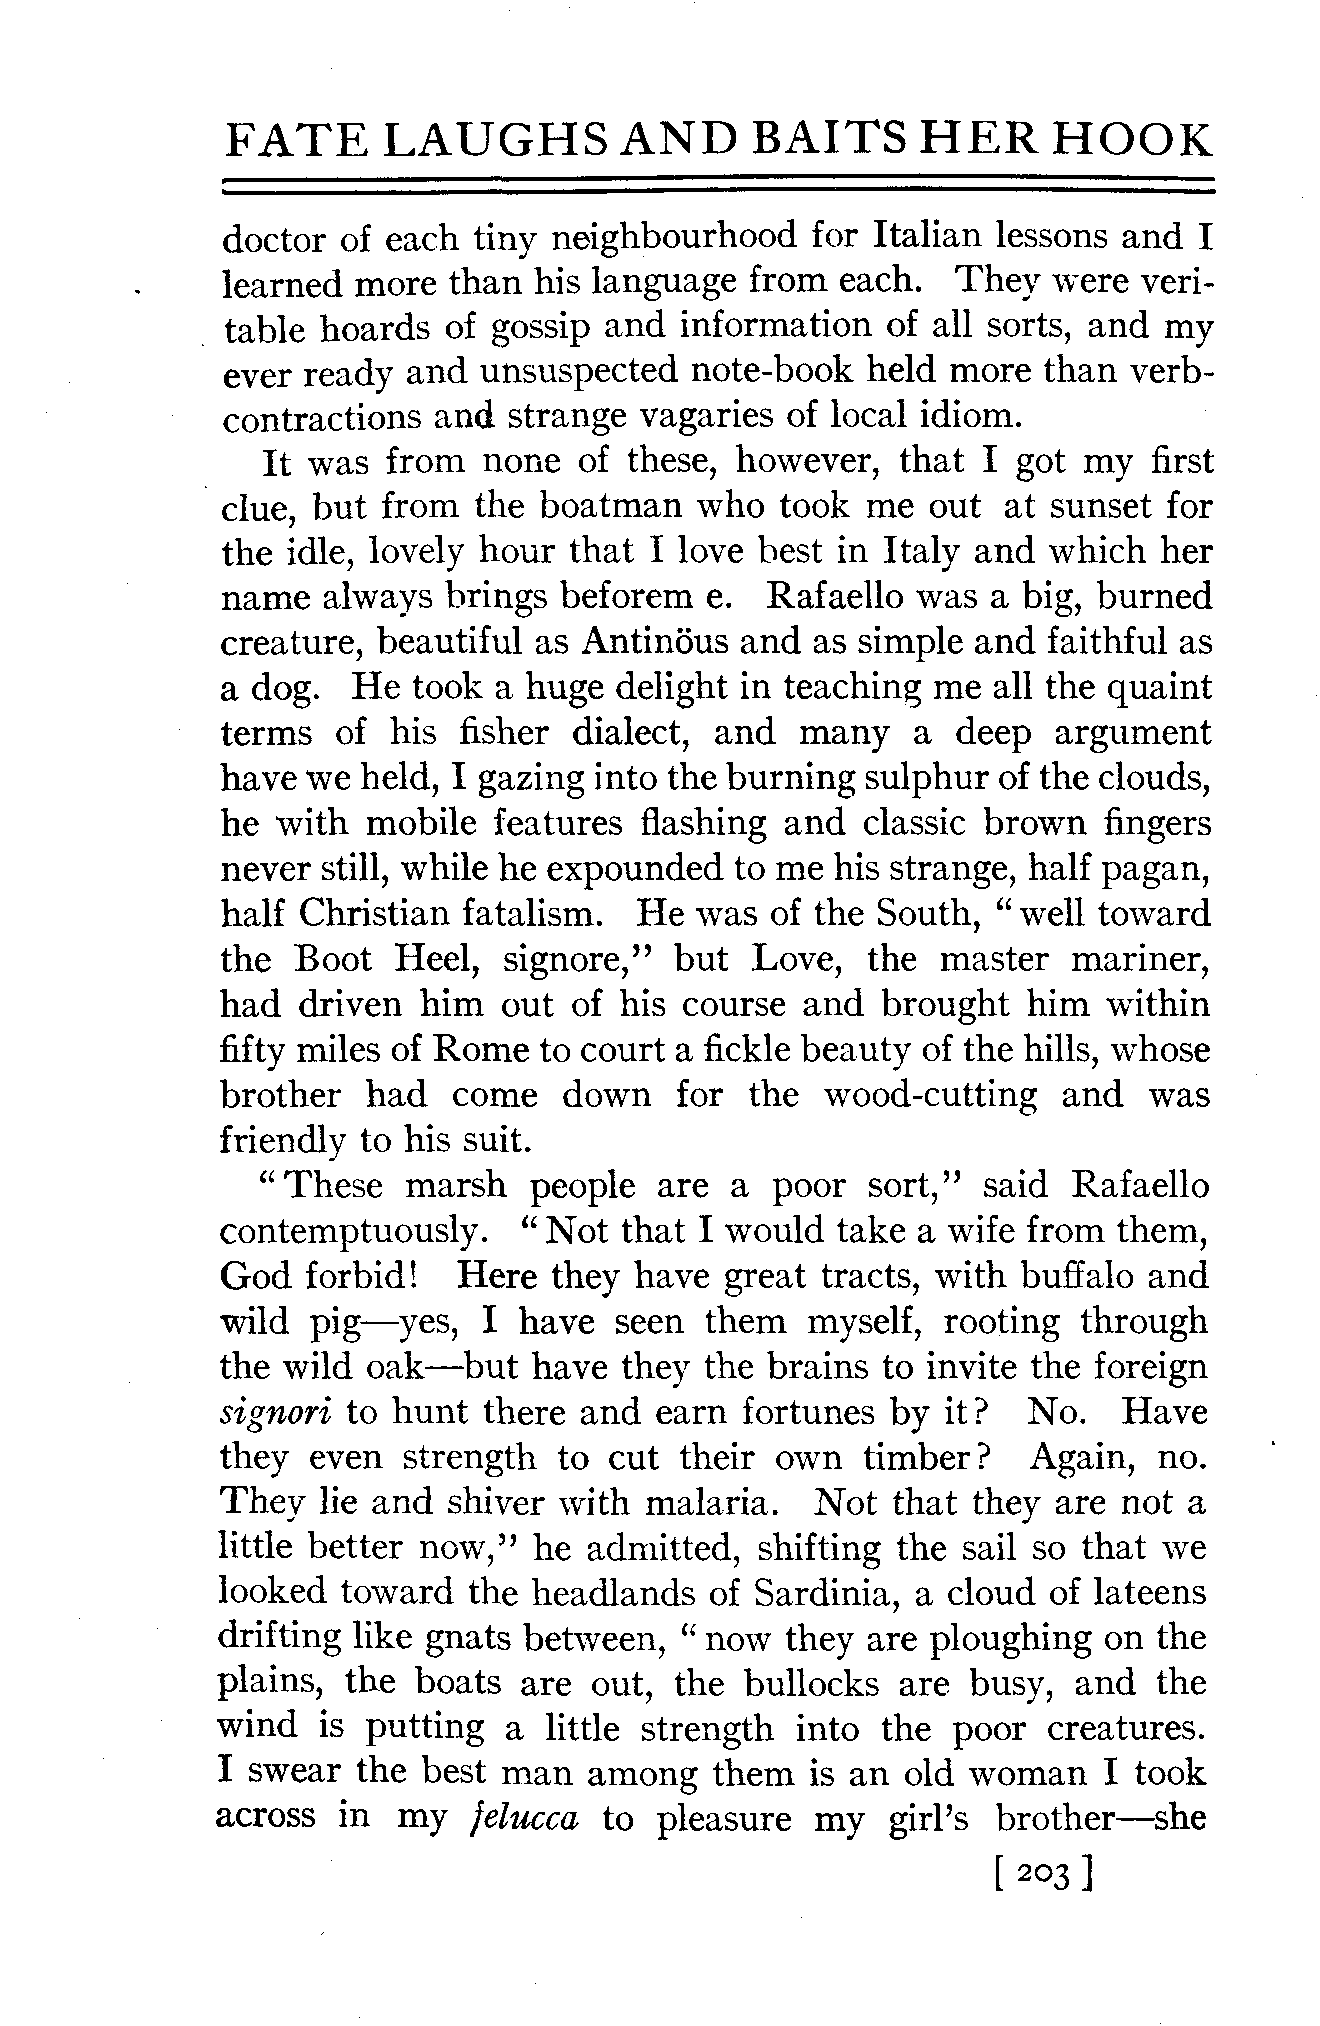 FATE LAUGHS AND BAITS HER HOOK
doctor of each tiny neighbourhood for Italian lessons and I
learned more than his language from each. They were veri-
table hoards of gossip and information of all sorts, and my
ever ready and unsuspected note-book held more than verb-
contractions and strange vagaries of local idiom.
It was from none of these, however, that I got my first
clue, but from the boatman who took me out at sunset for
the idle, lovely hour that I love best in Italy and which her
name always brings beforem e. Rafaello was a big, burned
creature, beautiful as Antinöus and as simple and faithful as
a dog. He took a huge delight in teaching me all the quaint
terms of his fisher dialect, and many a deep argument
have we held, I gazing into the burning sulphur of the clouds,
he with mobile features flashing and classic brown fingers
never still, while he expounded to me his strange, half pagan,
half Christian fatalism. He was of the South, "well toward
the Boot Heel, signore," but Love, the master mariner,
had driven him out of his course and brought him within
fifty miles of Rome to court a fickle beauty of the hills, whose
brother had come down for the wood-cutting and was
friendly to his suit.
"These marsh people are a poor sort," said Rafaello
contemptuously. "Not that I would take a wife from them,
God forbid! Here they have great tracts, with buffalo and
wild pig—yes, I have seen them myself, rooting through
the wild oak—but have they the brains to invite the foreign
signori to hunt there and earn fortunes by it? No. Have
they even strength to cut their own timber? Again, no.
They lie and shiver with malaria. Not that they are not a
little better now," he admitted, shifting the sail so that we
looked toward the headlands of Sardinia, a cloud of lateens
drifting like gnats between, "now they are ploughing on the
plains, the boats are out, the bullocks are busy, and the
wind is putting a little strength into the poor creatures.
I swear the best man among them is an old woman I took
across in my felucca to pleasure my girl's brother—she
[ 203 ]